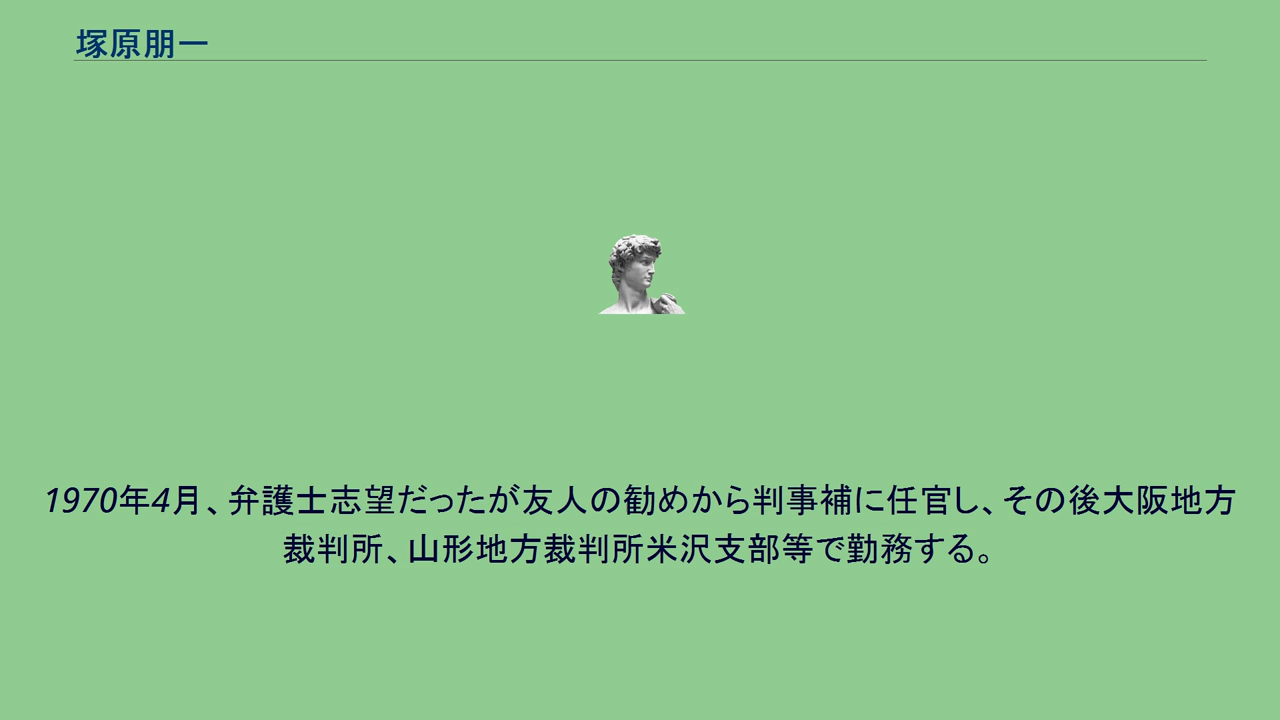 塚原朋一
1970年4月、弁護士志望だったが友人の勧めから判事補に任官し、その後大阪地方
裁判所、山形地方裁判所米沢支部等で勤務する。